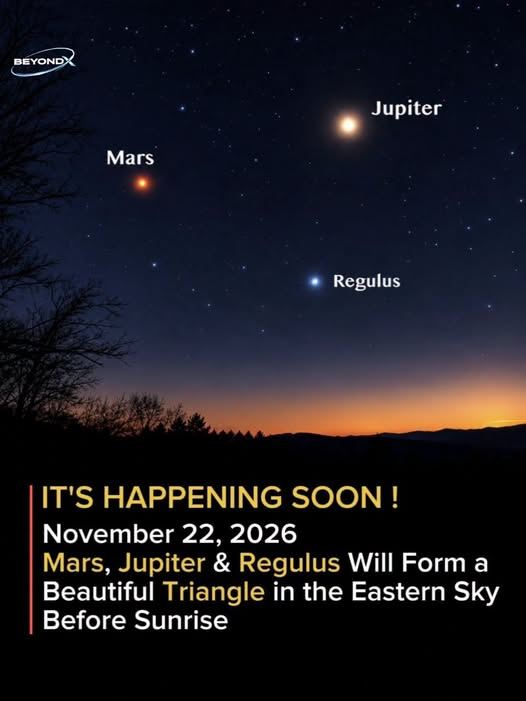 BEYONDX
Jupiter
Mars
Regulus
IT'S HAPPENING SOON !
November 22, 2026
Mars, Jupiter & Regulus Will Form a
Beautiful Triangle in the Eastern Sky
Before Sunrise